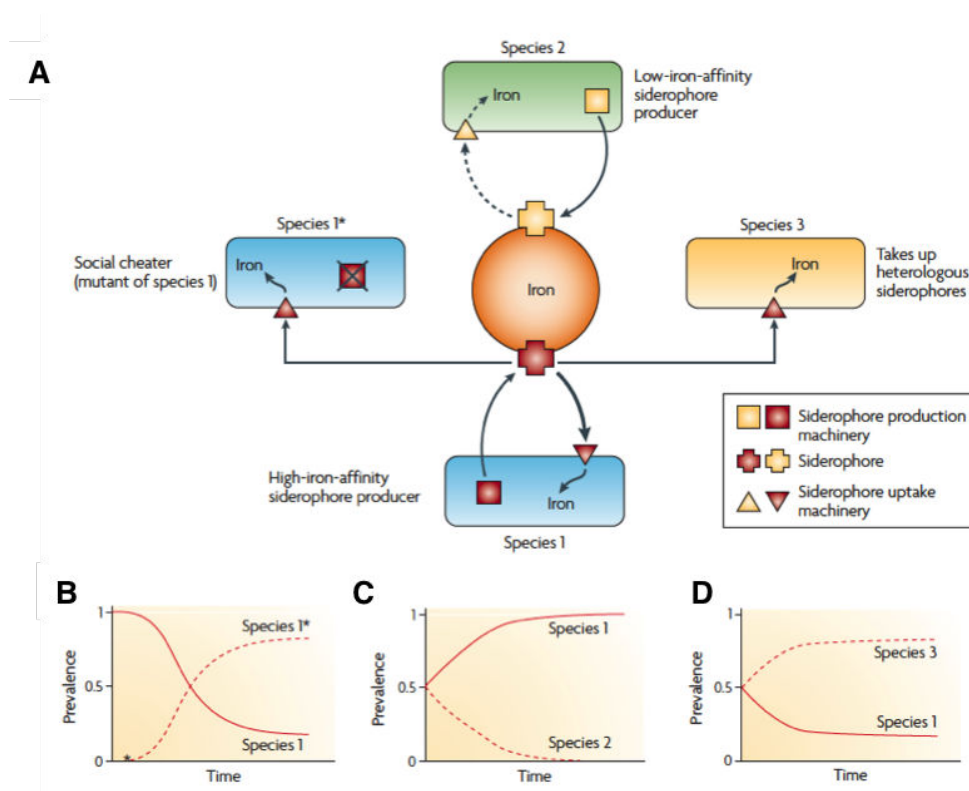 A
Species 2
Iron
Low-iron-affinity
siderophore
producer
Species 1*
Iron
Social cheater
(mutant of species 1)
Iron
Species 3
Iron
Takes up
heterologous
siderophores
High-iron-affinity
siderophore producer
Iron
Species 1
Siderophore production
machinery
Siderophore
Siderophore uptake
machinery
B
1
0.5
0
Prevalence
Species 1*
*
Species 1
Time
C
1
0.5
0
Prevalence
Species 1
Species 2
Time
D
1
0.5
0
Prevalence
Species 3
Species 1
Time